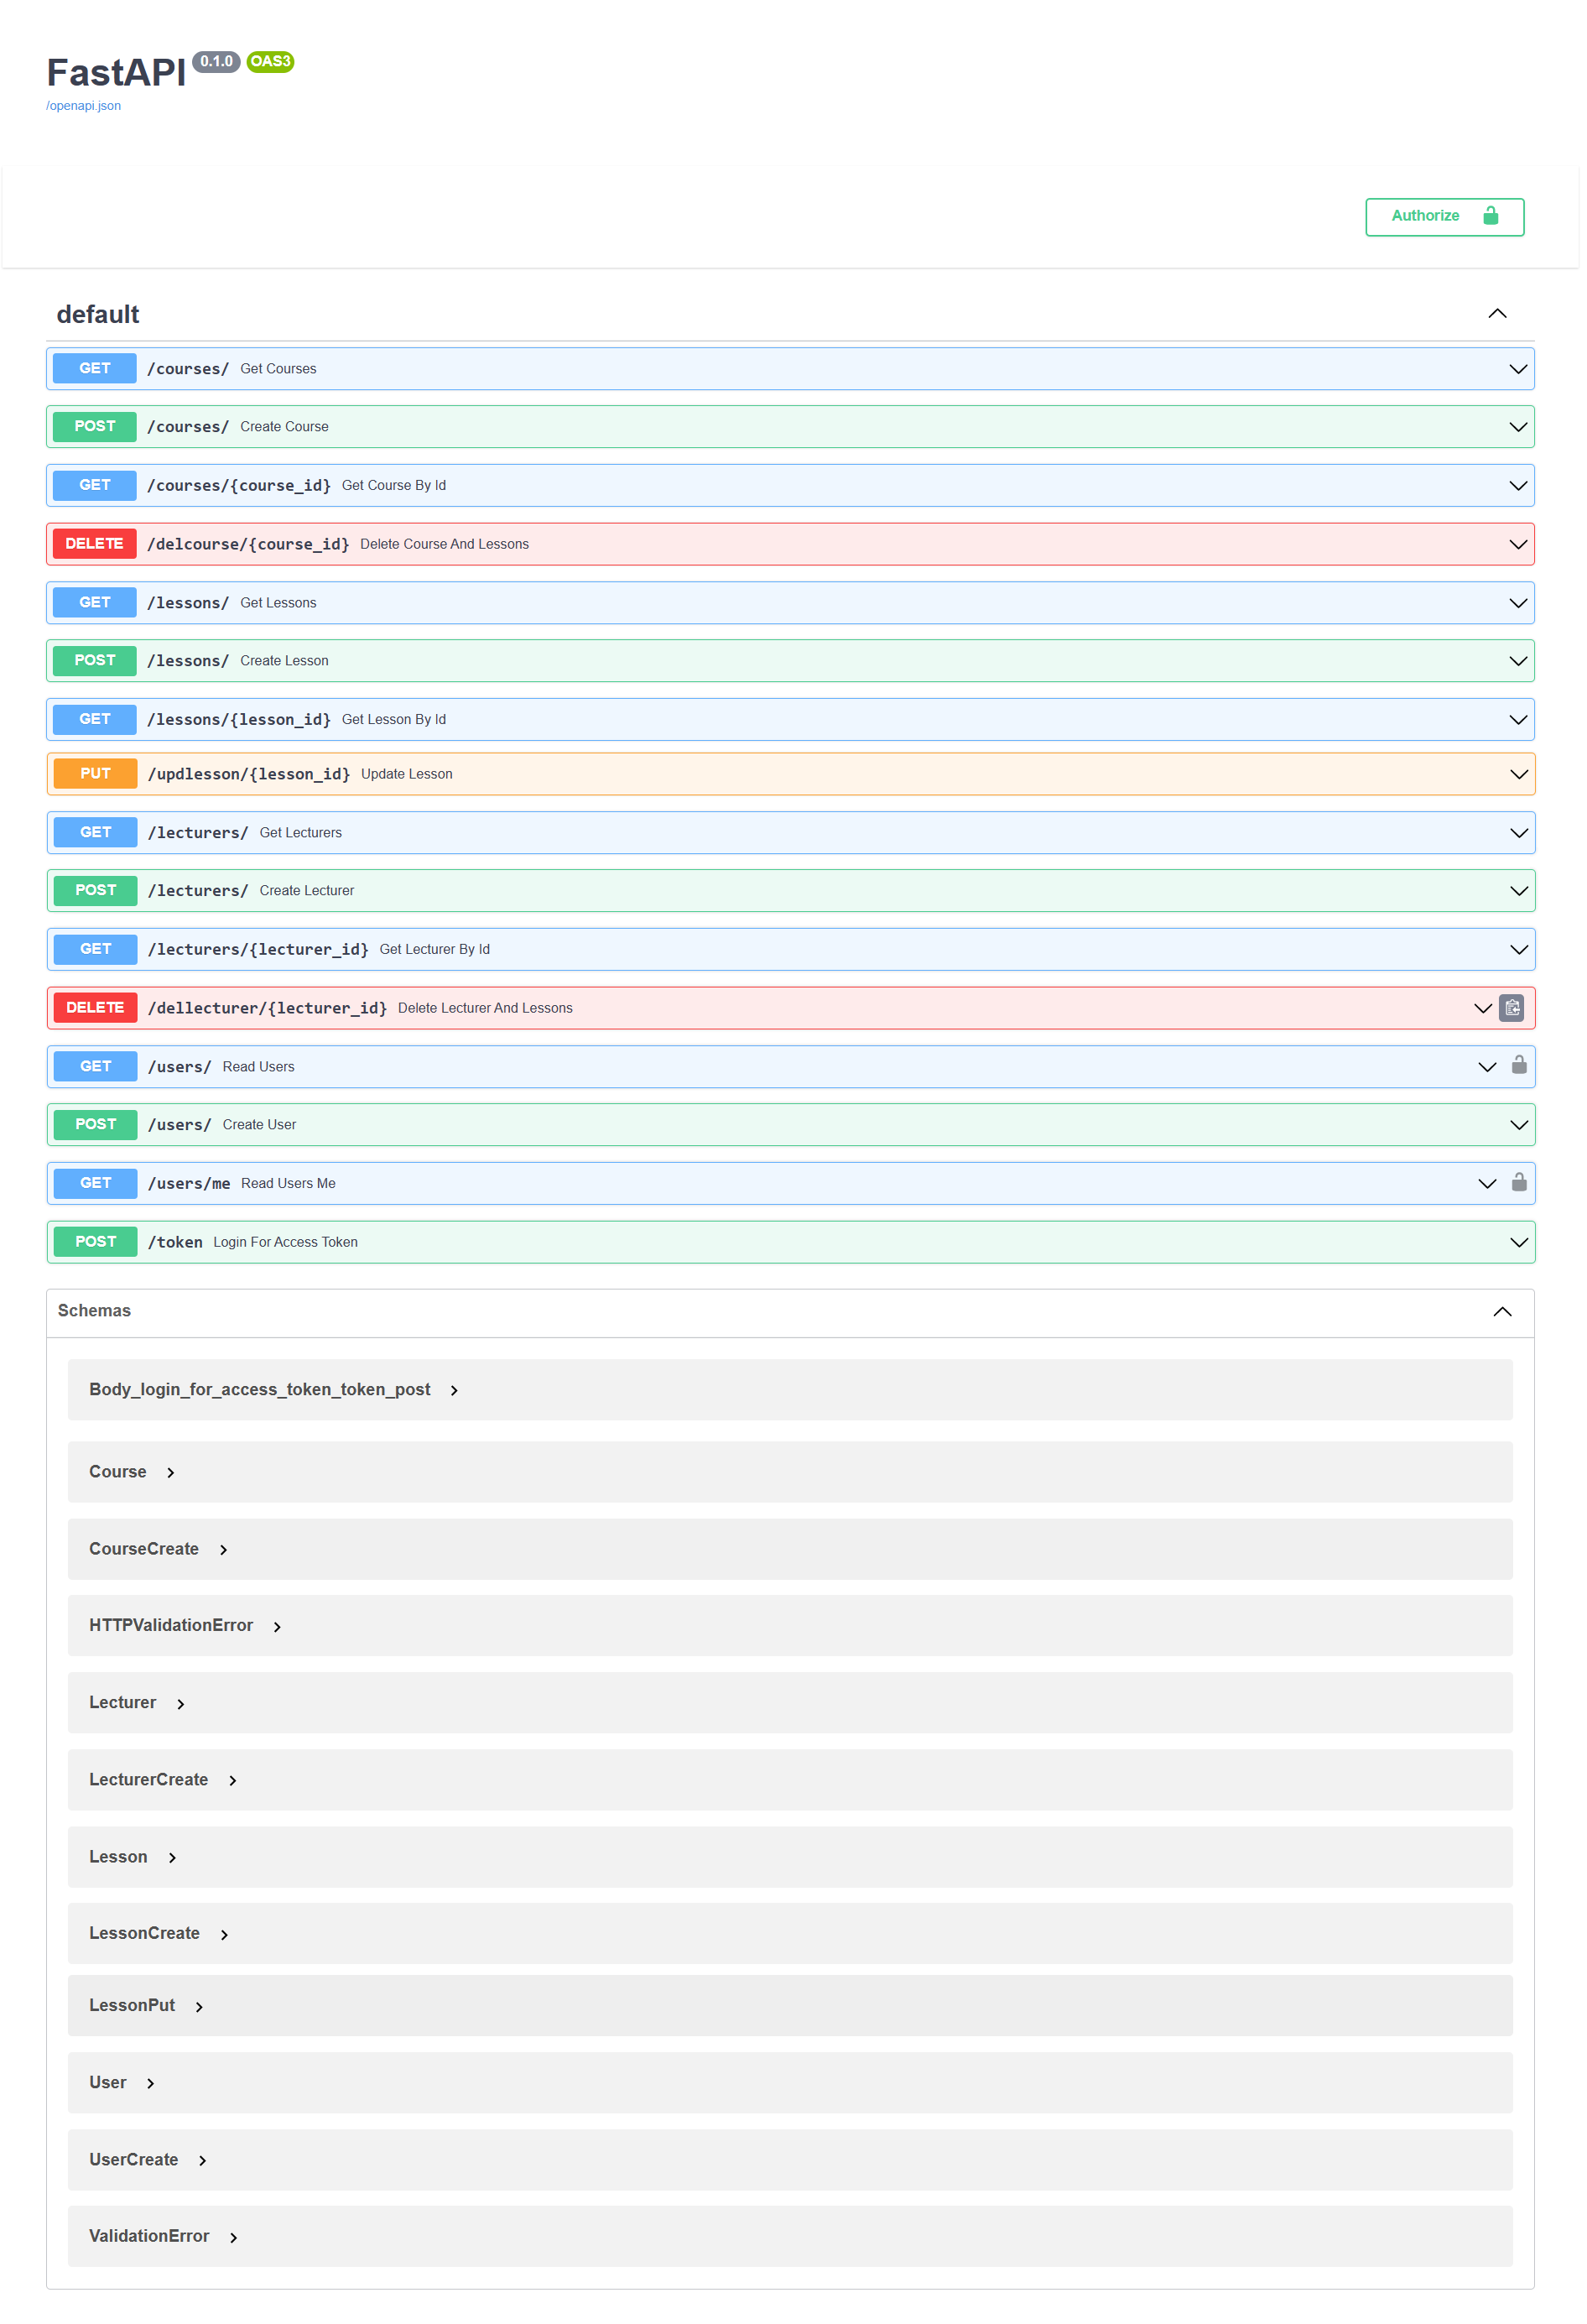 FastAPI 0.1.0 OAS3
/openapi.json
Authorize
default
GET /courses/ Get Courses
POST /courses/ Create Course
GET /courses/{course_id} Get Course By Id
DELETE /delcourse/{course_id} Delete Course And Lessons
GET /lessons/ Get Lessons
POST /lessons/ Create Lesson
GET /lessons/{lesson_id} Get Lesson By Id
PUT /updlesson/{lesson_id} Update Lesson
GET /lecturers/ Get Lecturers
POST /lecturers/ Create Lecturer
GET /lecturers/{lecturer_id} Get Lecturer By Id
DELETE /dellecturer/{lecturer_id} Delete Lecturer And Lessons
GET /users/ Read Users
POST /users/ Create User
GET /users/me Read Users Me
POST /token Login For Access Token
Schemas
Body_login_for_access_token_token_post
Course
CourseCreate
HTTPValidationError
Lecturer
LecturerCreate
Lesson
LessonCreate
LessonPut
User
UserCreate
ValidationError